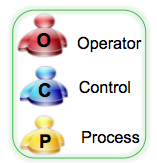 O Operator
C Control
P Process